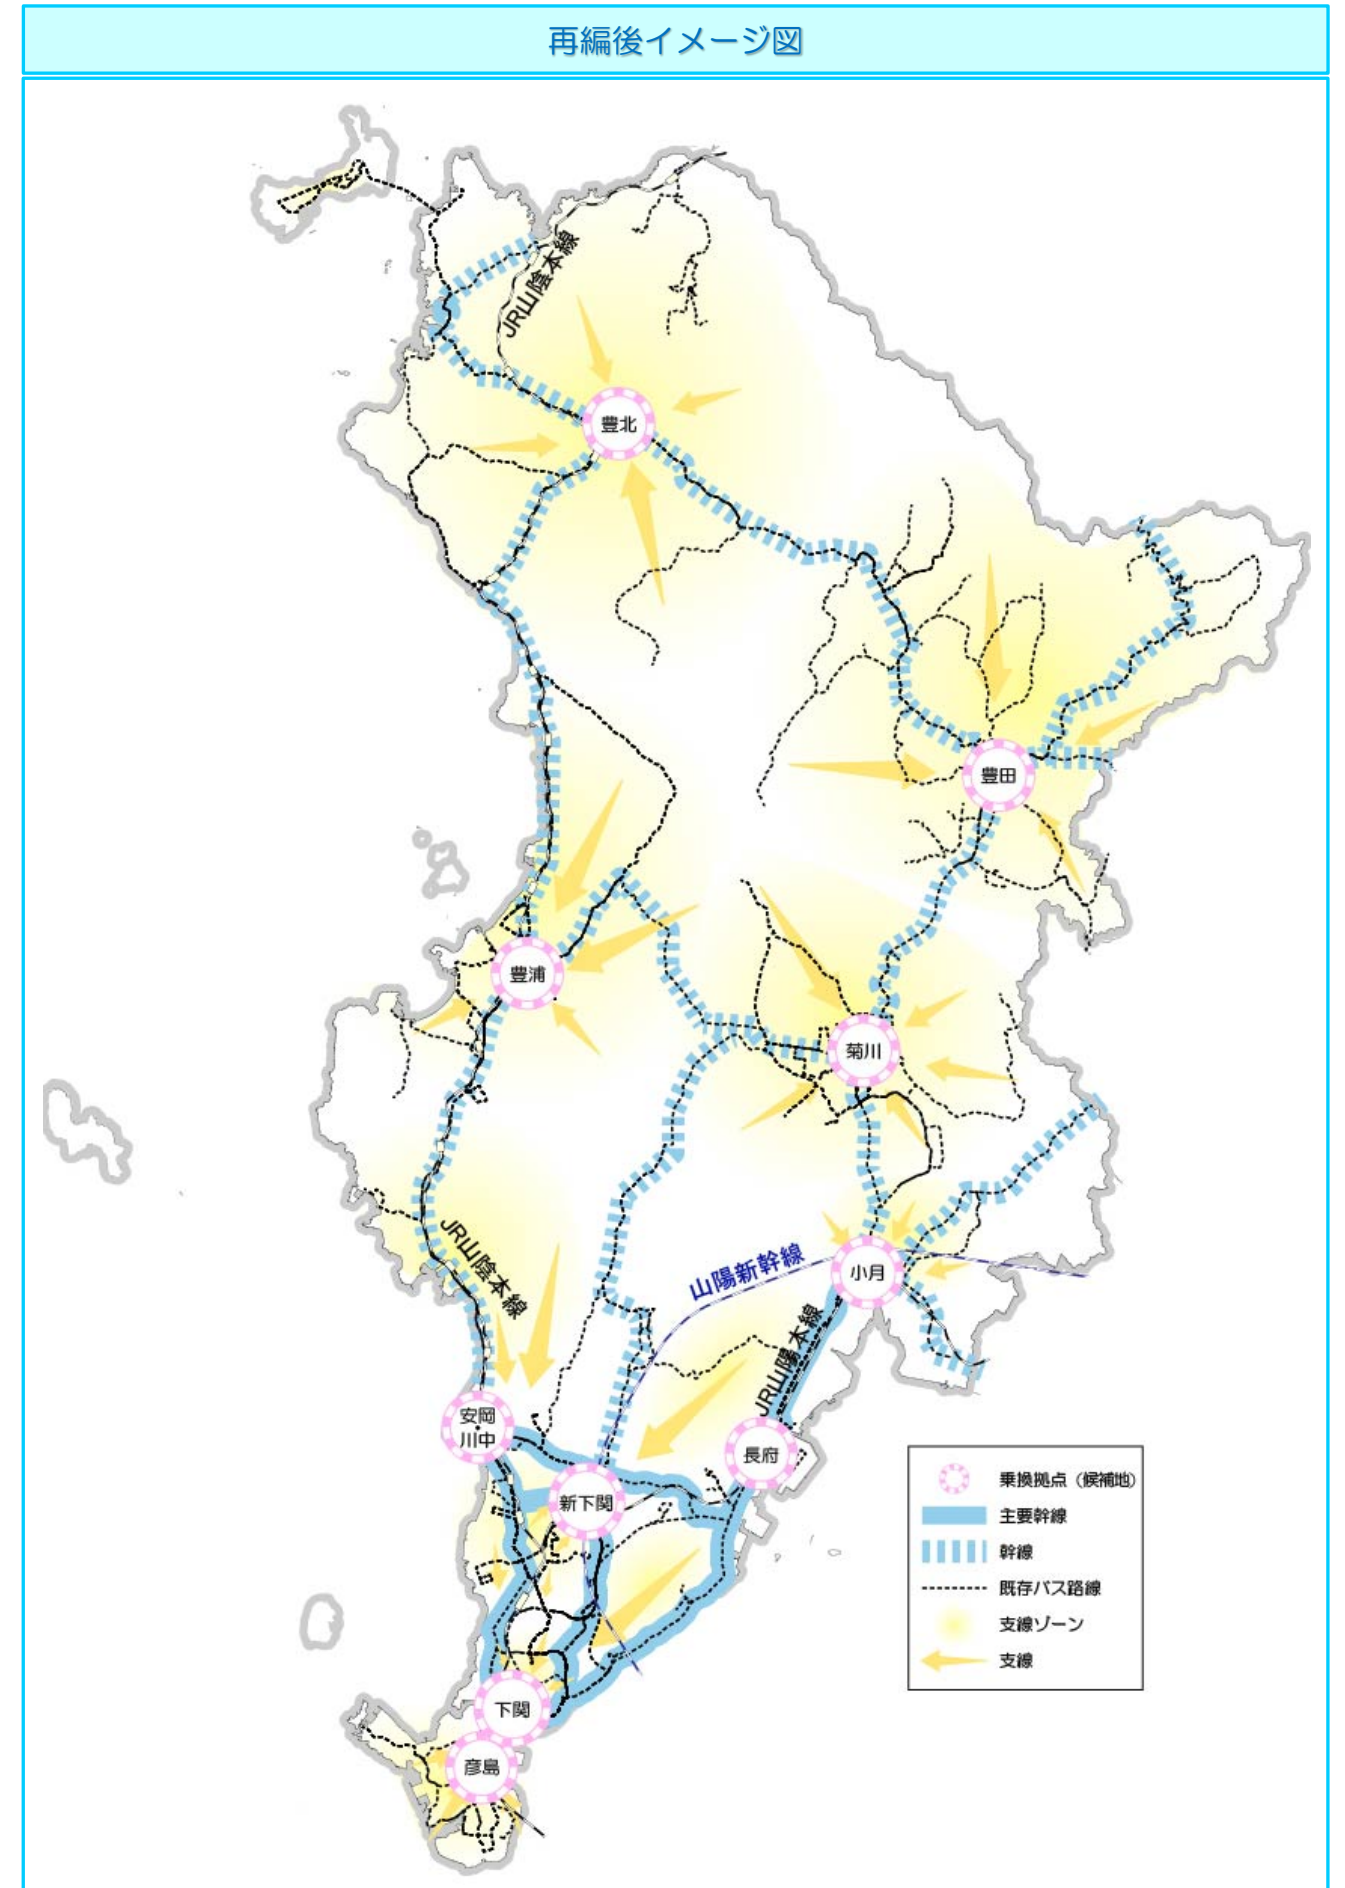 再編後イメージ図
JR山陰本線
豊北
豊田
豊浦
菊川
JR山陰本線
山陽新幹線
小月
JR山陽本線
安岡
・
川中
長府
新下関
下関
彦島
乗換拠点（候補地）
主要幹線
幹線
既存バス路線
支線ゾーン
支線